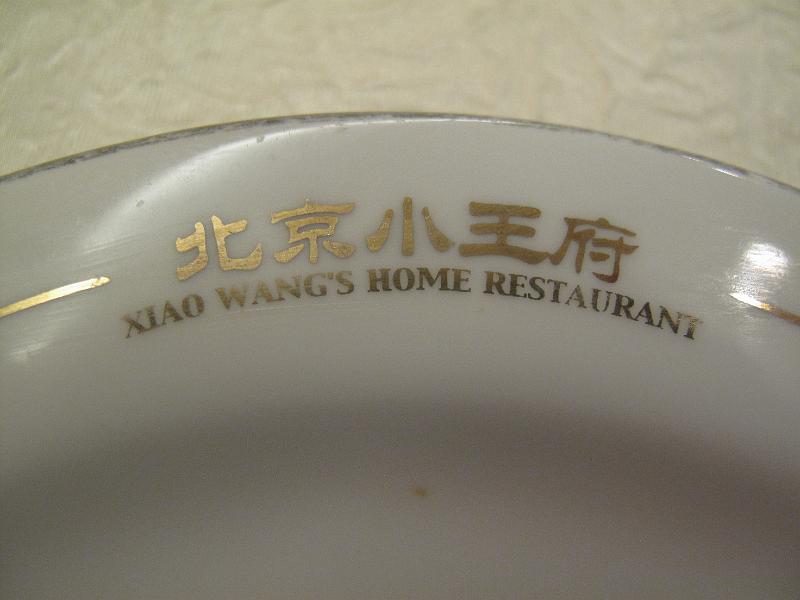 北京小王府
XIAO WANG'S HOME RESTAURANT